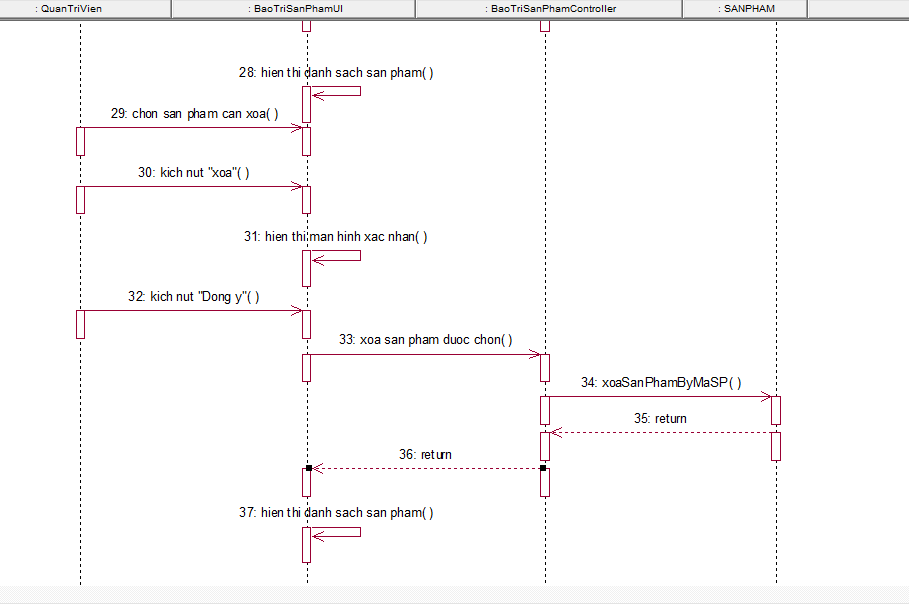 : QuanTriVien
: BaoTriSanPhamUI
: BaoTriSanPhamController
: SANPHAM
28: hien thi danh sach san pham( )
29: chon san pham can xoa( )
30: kich nut "xoa"( )
31: hien thi man hinh xac nhan( )
32: kich nut "Dong y"( )
33: xoa san pham duoc chon( )
34: xoaSanPhamByMaSP( )
35: return
36: return
37: hien thi danh sach san pham( )